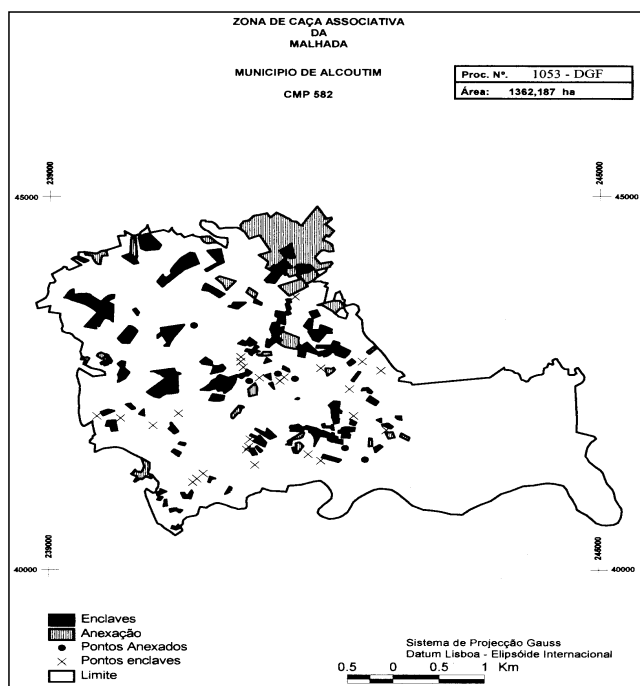 ZONA DE CAÇA ASSOCIATIVA
DA
MALHADA
MUNICIPIO DE ALCOUTIM
CMP 582
Proc. Nº. 1053 - DGF
Área: 1362,187 ha
239000
246000
45000
45000
239000
246000
40000
40000
Enclaves
Anexação
Pontos Anexados
Pontos enclaves
Limite
Sistema de Projecção Gauss
Datum Lisboa - Elipsóide Internacional
0.5 0 0.5 1 Km